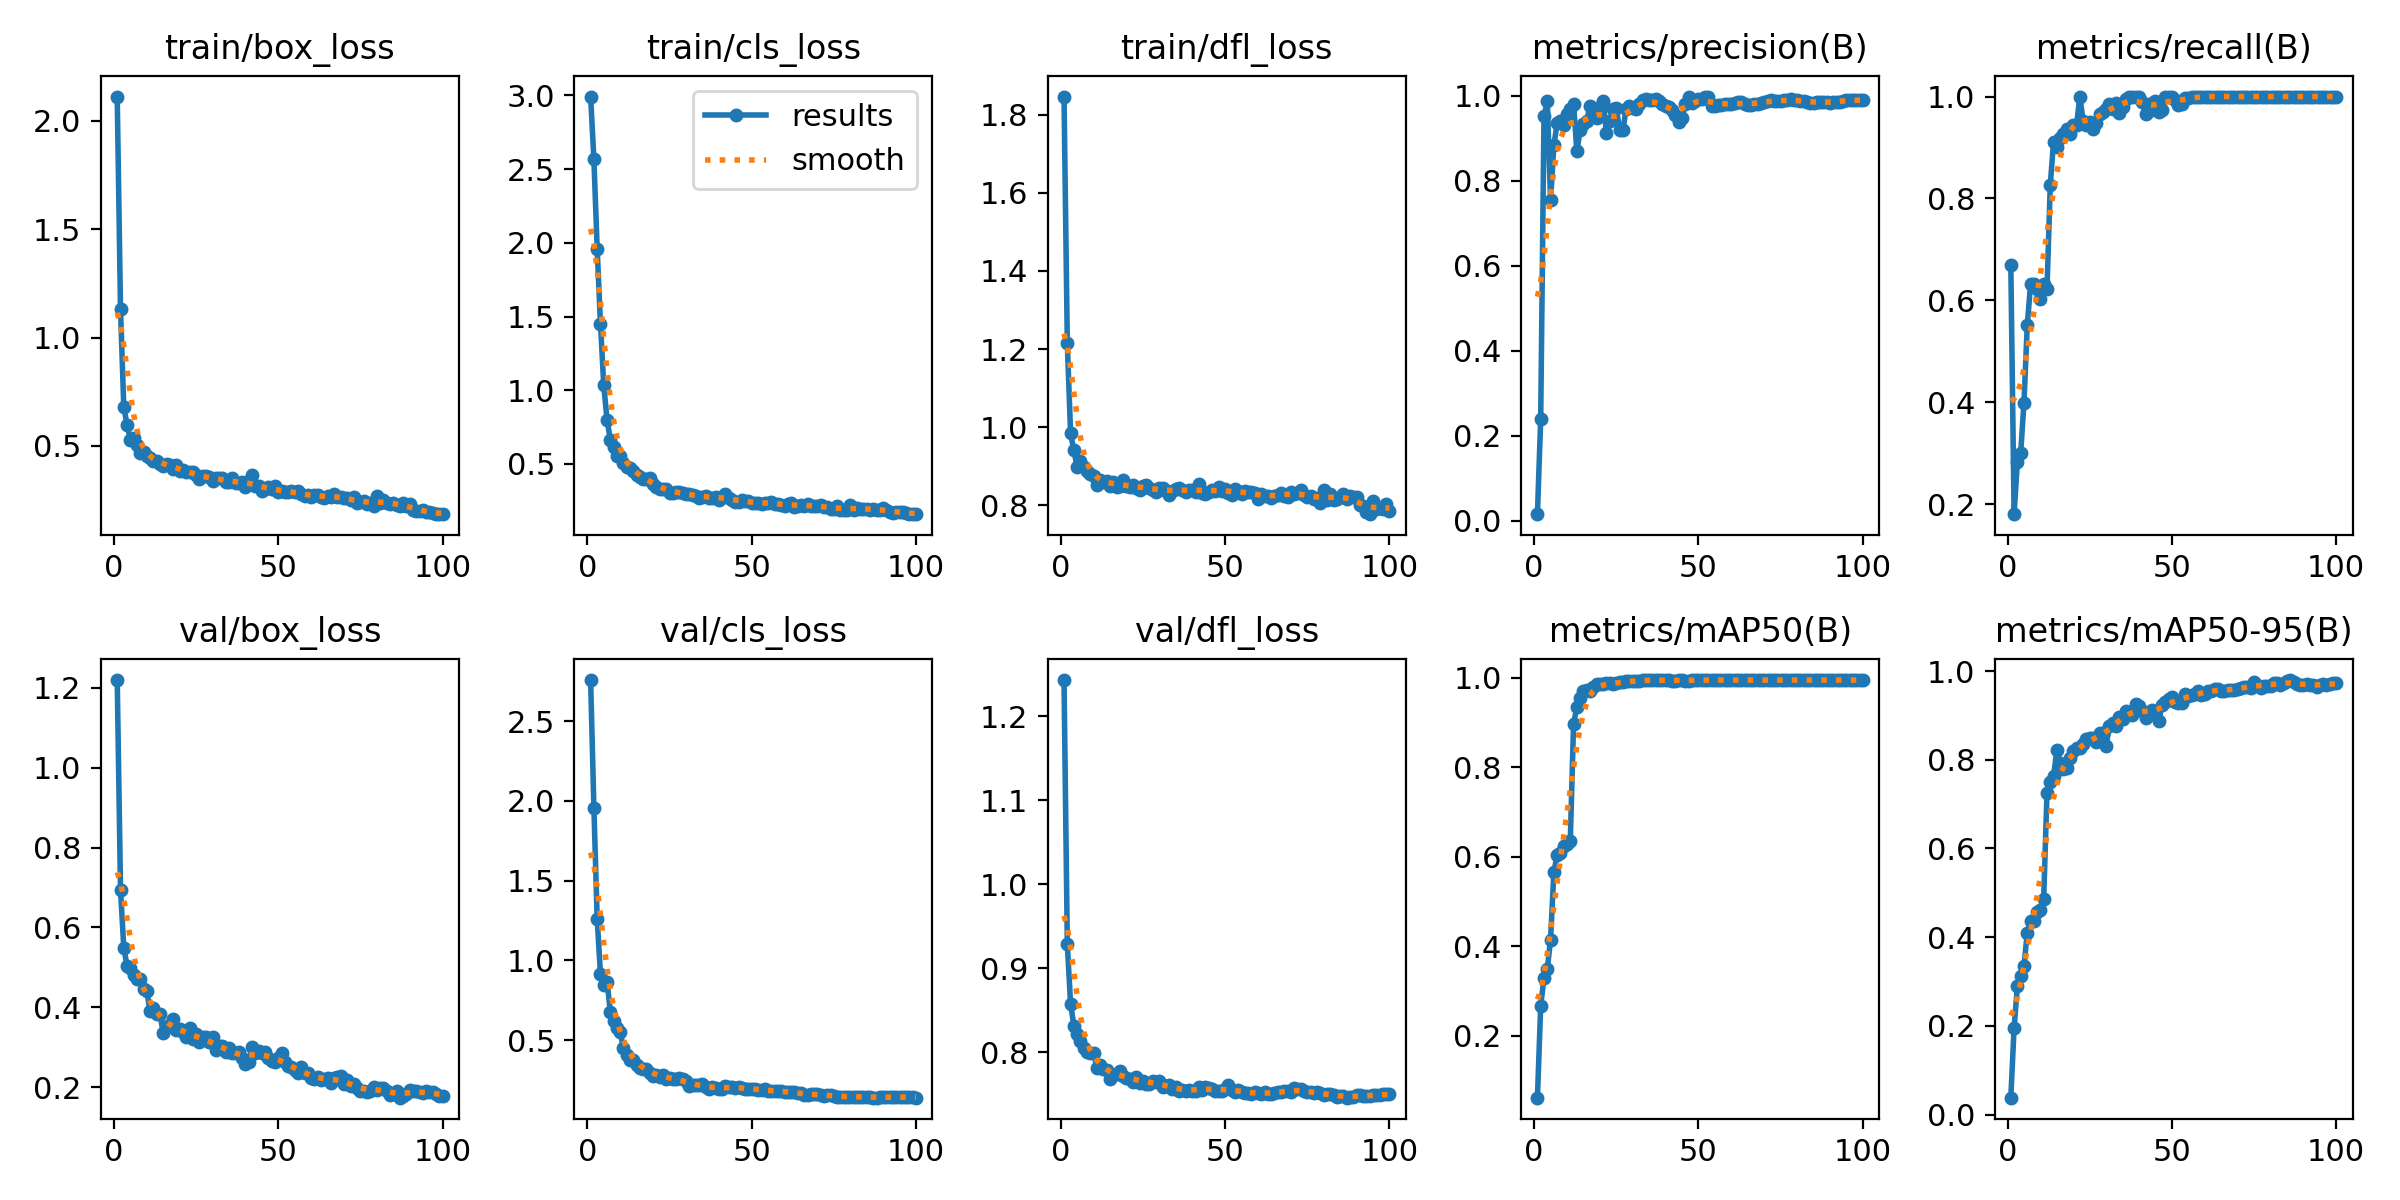 train/box_loss
2.0
1.5
1.0
0.5
0 50 100
train/cls_loss
results
smooth
3.0
2.5
2.0
1.5
1.0
0.5
0 50 100
train/dfl_loss
1.8
1.6
1.4
1.2
1.0
0.8
0 50 100
metrics/precision(B)
1.0
0.8
0.6
0.4
0.2
0.0
0 50 100
metrics/recall(B)
1.0
0.8
0.6
0.4
0.2
0 50 100
val/box_loss
1.2
1.0
0.8
0.6
0.4
0.2
0 50 100
val/cls_loss
2.5
2.0
1.5
1.0
0.5
0 50 100
val/dfl_loss
1.2
1.1
1.0
0.9
0.8
0 50 100
metrics/mAP50(B)
1.0
0.8
0.6
0.4
0.2
0 50 100
metrics/mAP50-95(B)
1.0
0.8
0.6
0.4
0.2
0.0
0 50 100